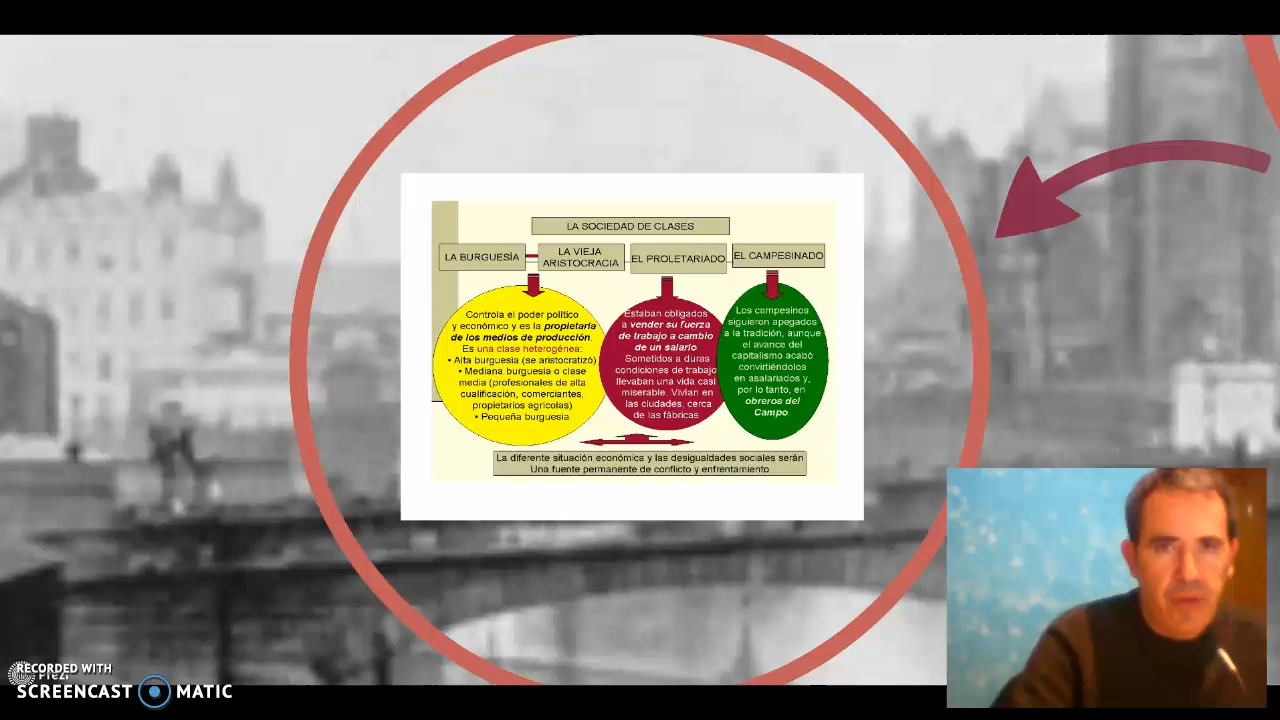 LA SOCIEDAD DE CLASES
LA BURGUESÍA
LA VIEJA
ARISTOCRACIA
EL PROLETARIADO
EL CAMPESINADO
Controla el poder político
y económico y es la propietaria
de los medios de producción.
Es una clase heterogénea:
• Alta burguesía (se aristocratizó)
• Mediana burguesía o clase
media (profesionales de alta
cualificación, comerciantes,
propietarios agrícolas)
• Pequeña burguesía
Estaban obligados
a vender su fuerza
de trabajo a cambio
de un salario
Sometidos a duras
condiciones de trabajo
llevaban una vida casi
miserable. Vivian en
las ciudades, cerca
de las fábricas.
Los campesinos
siguieron apegados
a la tradición, aunque
el avance del
capitalismo acabó
convirtiéndolos
en asalariados y,
por lo tanto, en
obreros del
Campo.
La diferente situación económica y las desigualdades sociales serán
Una fuente permanente de conflicto y enfrentamiento
RECORDED WITH
Prezi
SCREENCAST MATIC